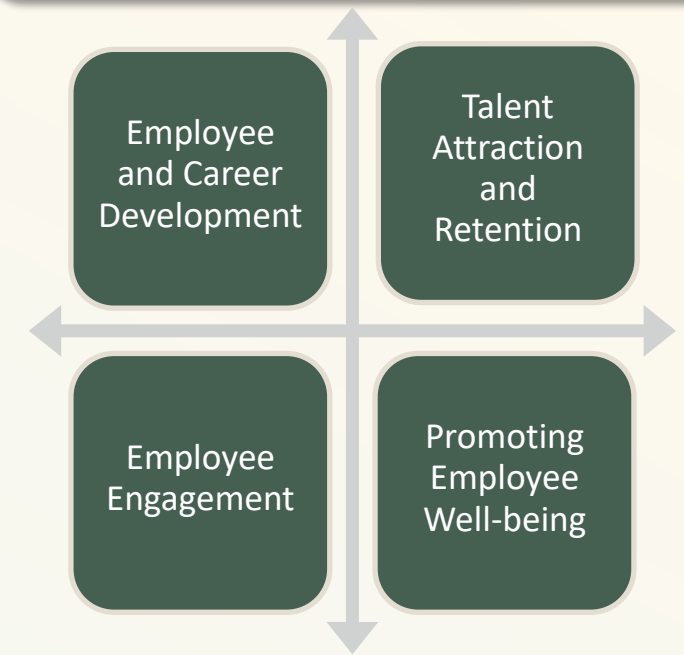 Employee
and Career
Development
Talent
Attraction
and
Retention
Employee
Engagement
Promoting
Employee
Well-being